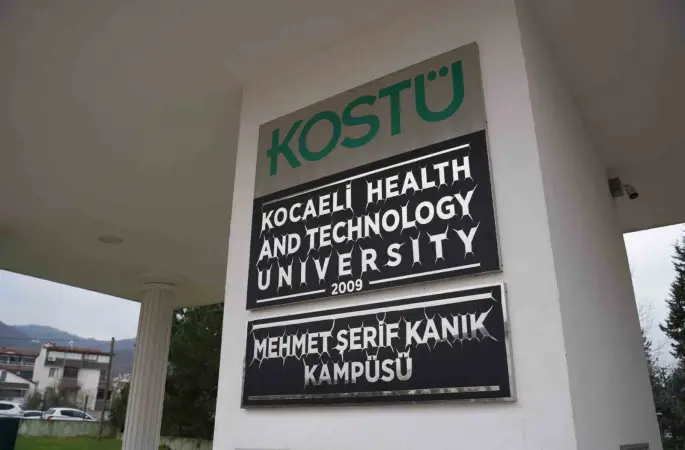 KOSTÜ
KOCAELİ HEALTH
AND TECHNOLOGY
UNIVERSITY
2009
MEHMET ŞERİF KANIK
KAMPÜSÜ